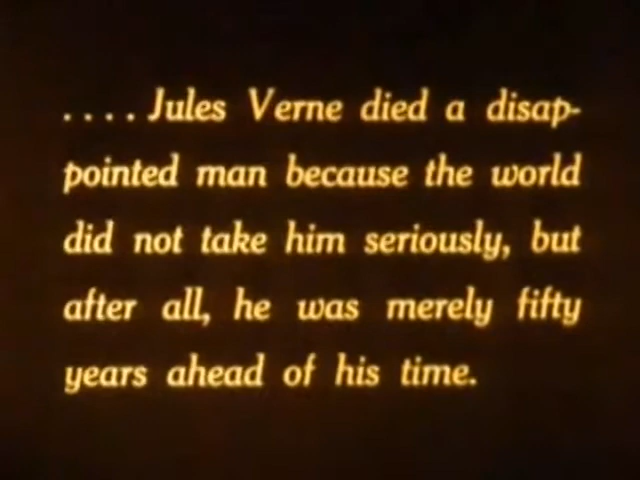 ....Jules Verne died a disap-
pointed man because the world
did not take him seriously, but
after all, he was merely fifty
years ahead of his time.